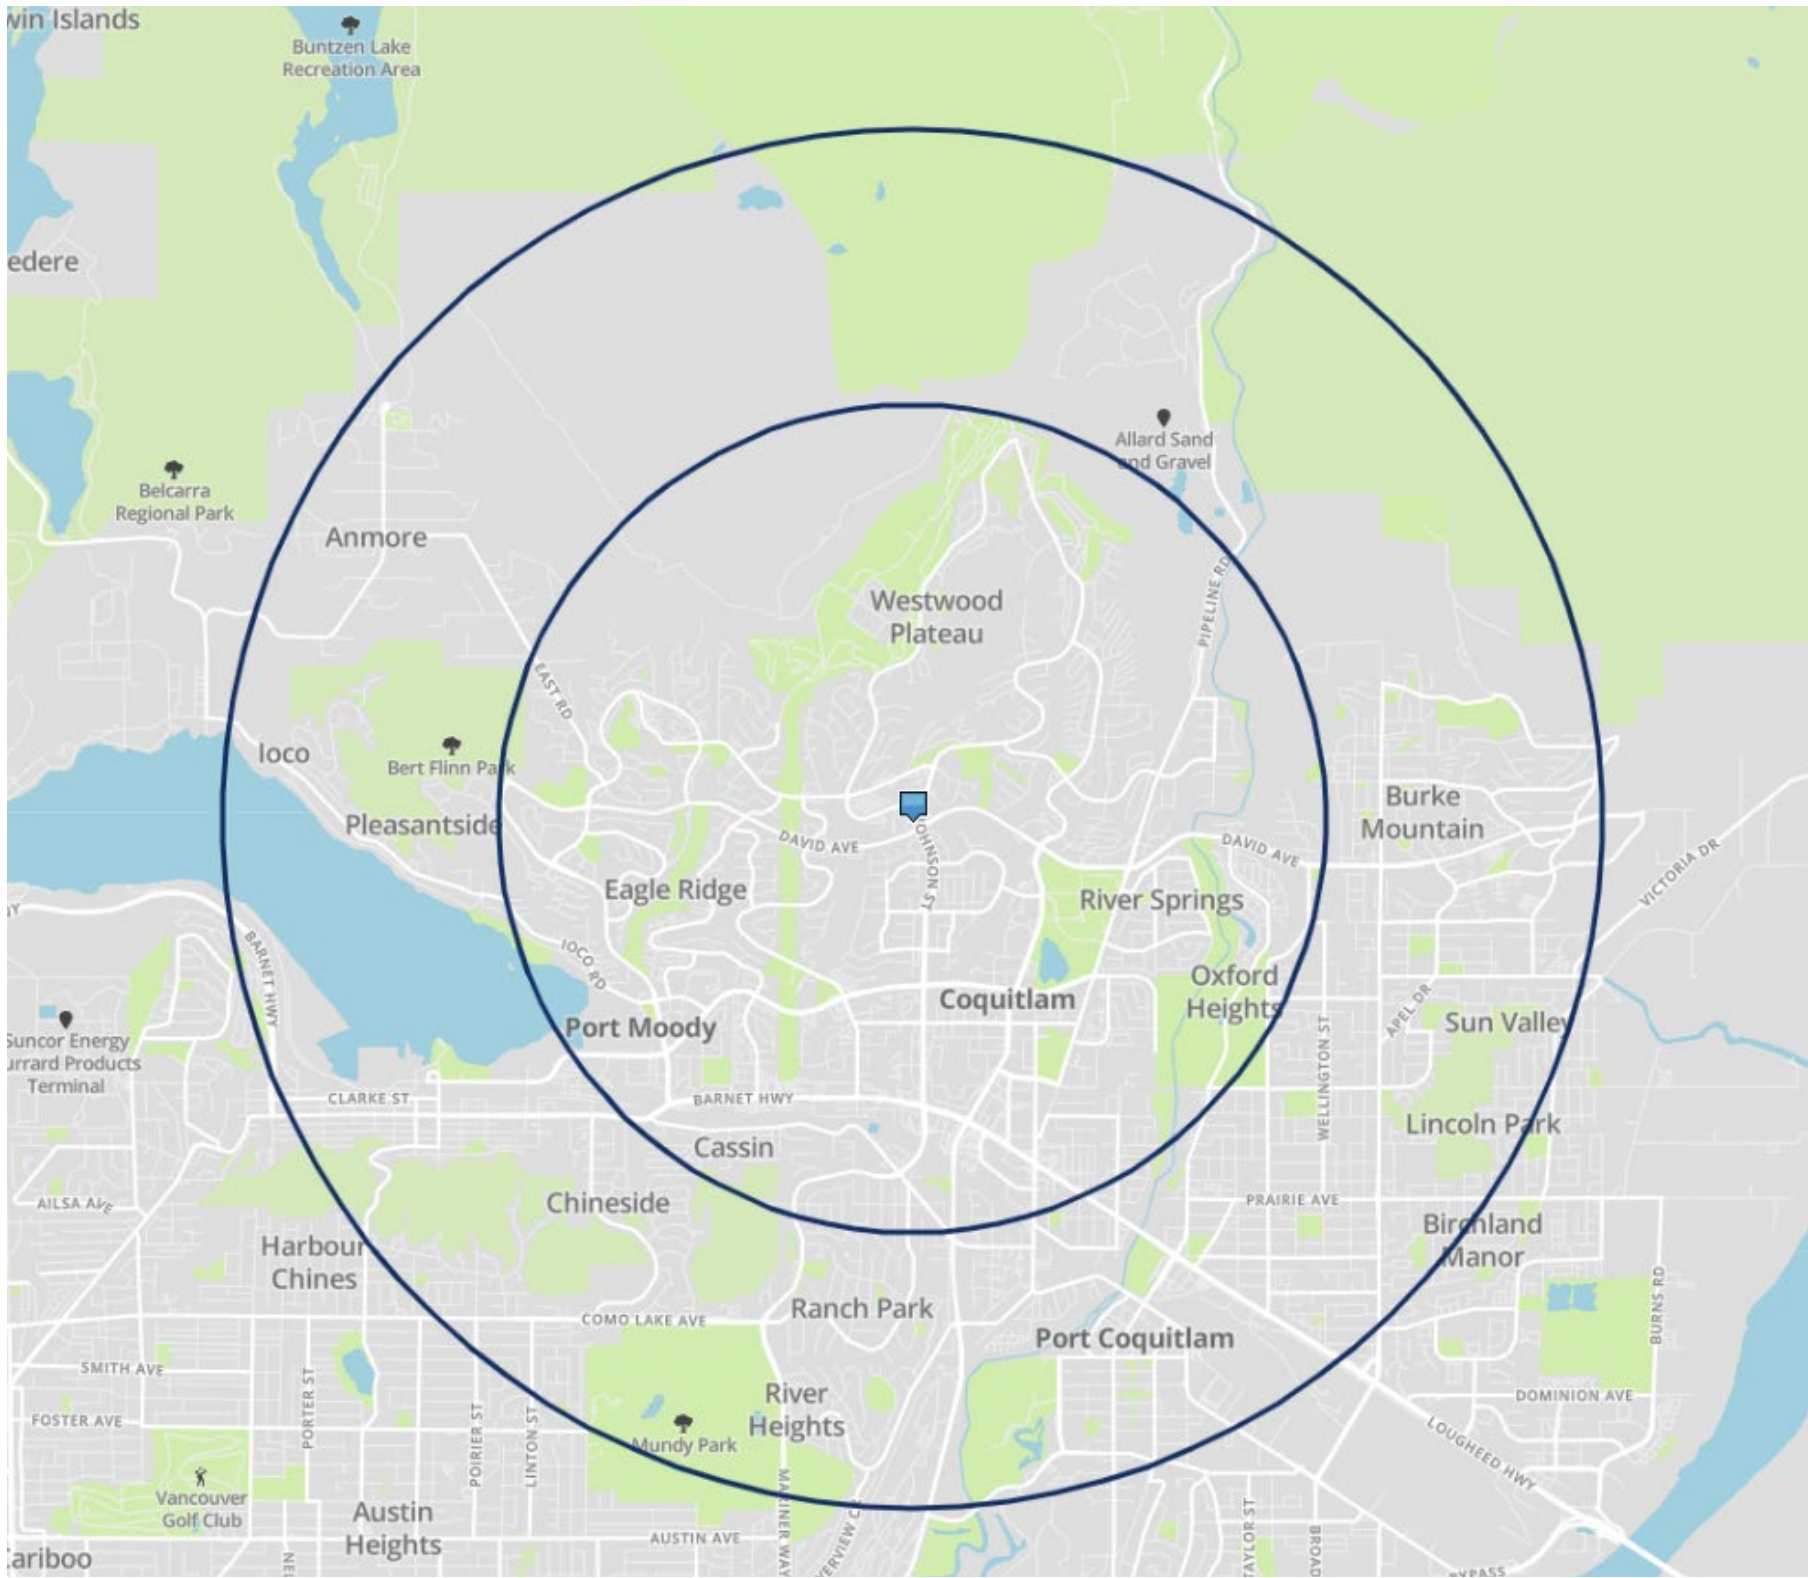 win Islands
Buntzen Lake
Recreation Area
edere
Allard Sand
and Gravel
Belcarra
Regional Park
Anmore
Westwood
Plateau
PIPELINE RD
EAST RD
Ioco
Bert Flinn Park
Pleasantside
Burke
Mountain
JOHNSON ST
DAVID AVE
DAVID AVE
VICTORIA DR
Eagle Ridge
River Springs
WY
BARNET HWY
IOCO RD
Oxford
Heights
Coquitlam
APEL DR
Sun Valley
Port Moody
Suncor Energy
urrard Products
Terminal
WELLINGTON ST
CLARKE ST
BARNET HWY
Lincoln Park
Cassin
AILSA AVE
Chineside
PRAIRIE AVE
Birchland
Manor
Harbour
Chines
BURNS RD
Ranch Park
COMO LAKE AVE
Port Coquitlam
SMITH AVE
PORTER ST
River
Heights
DOMINION AVE
FOSTER AVE
POIRIER ST
LINTON ST
Mundy Park
LOUGHEED HWY
Vancouver
Golf Club
MARINER WAY
Austin
Heights
AUSTIN AVE
TAYLOR ST
BROAD
Cariboo
NEL
BYPASS